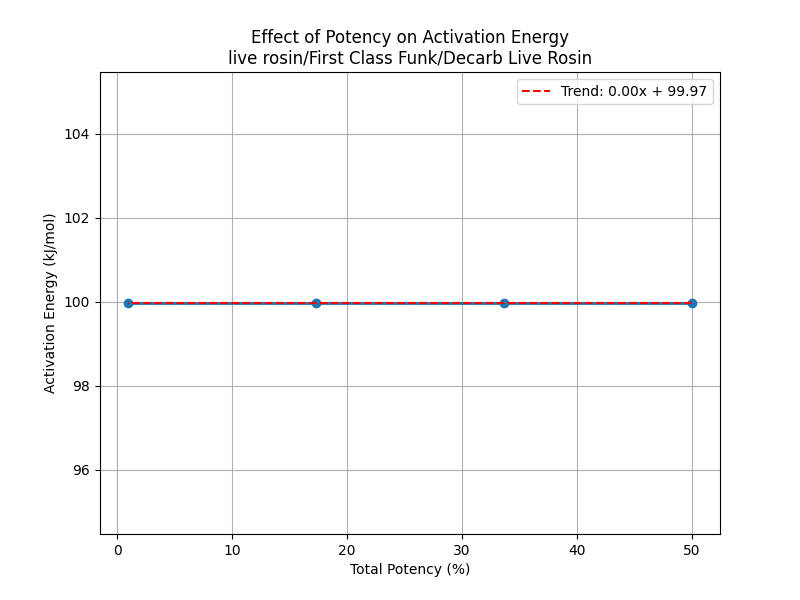 Effect of Potency on Activation Energy
live rosin/First Class Funk/Decarb Live Rosin
Trend: 0.00x + 99.97
104
102
100
98
96
Activation Energy (kJ/mol)
0 10 20 30 40 50
Total Potency (%)